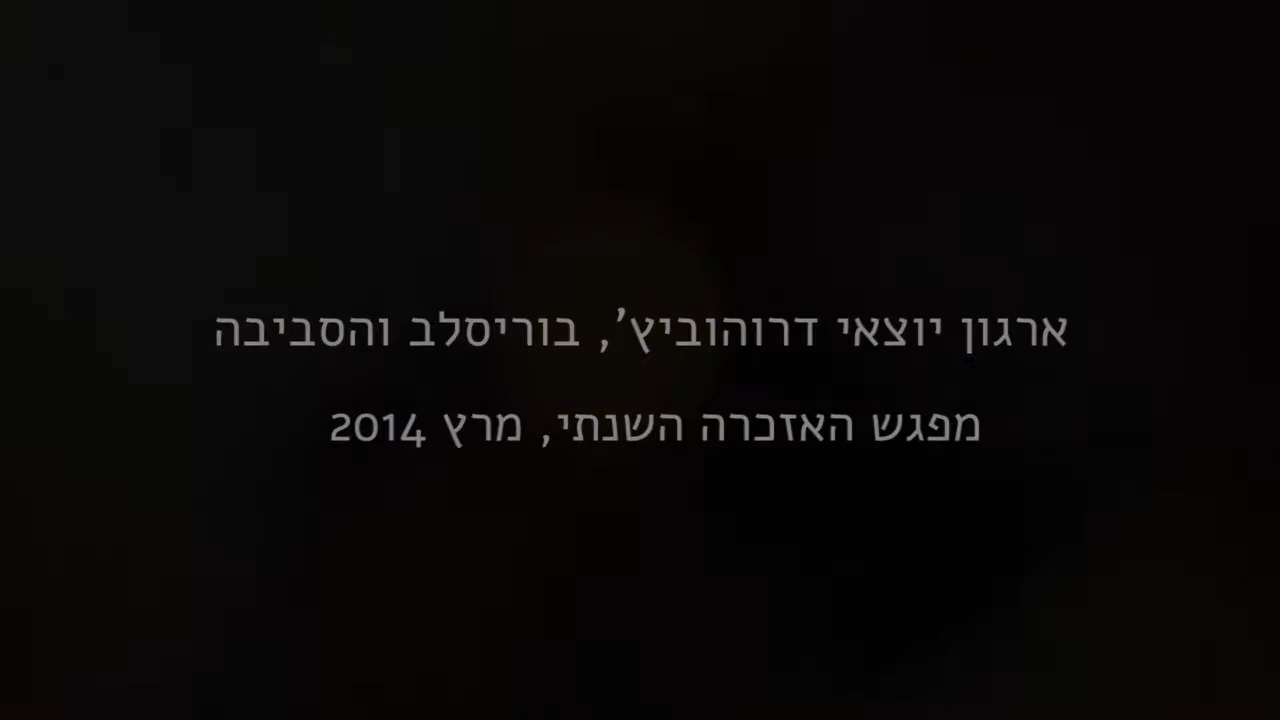 ארגון יוצאי דרוהוביץ', בוריסלב והסביבה
מפגש האזכרה השנתי, מרץ 2014